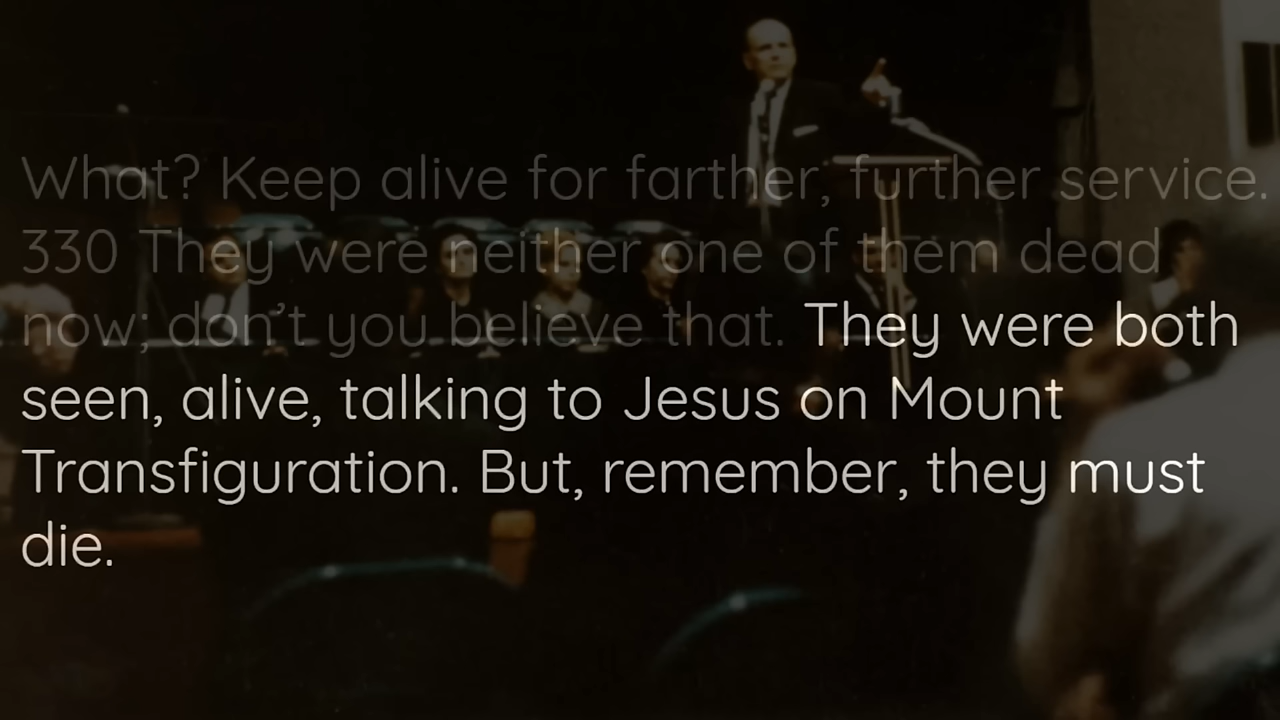 What? Keep alive for farther, further service.
330 They were neither one of them dead
now; don’t you believe that. They were both
seen, alive, talking to Jesus on Mount
Transfiguration. But, remember, they must
die.